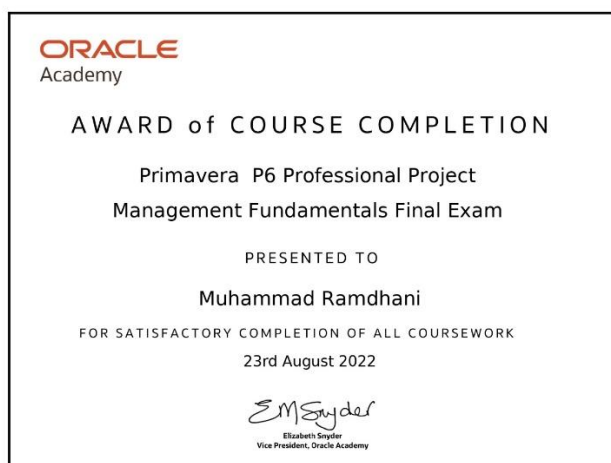 ORACLE
Academy
AWARD of COURSE COMPLETION
Primavera P6 Professional Project
Management Fundamentals Final Exam
PRESENTED TO
Muhammad Ramdhani
FOR SATISFACTORY COMPLETION OF ALL COURSEWORK
23rd August 2022
EMSnyder
Elizabeth Snyder
Vice President, Oracle Academy